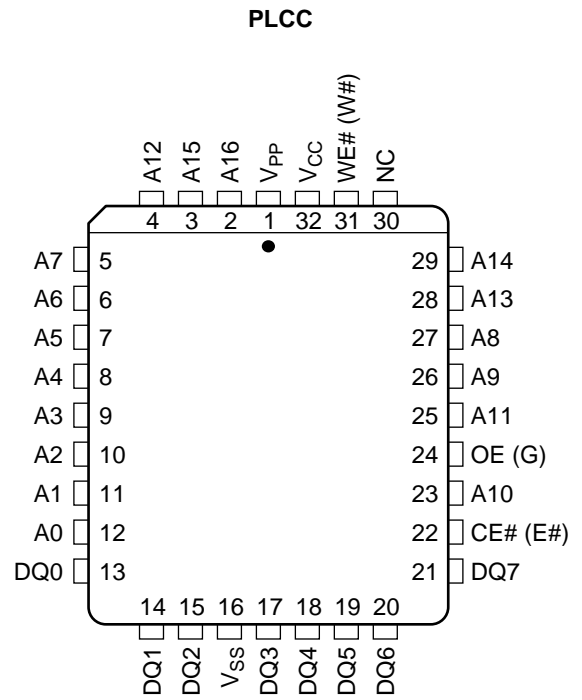 PLCC
A12 A15 A16 VPP VCC WE# (W#) NC
4 3 2 1 32 31 30
A7 5 29 A14
A6 6 28 A13
A5 7 27 A8
A4 8 26 A9
A3 9 25 A11
A2 10 24 OE (G)
A1 11 23 A10
A0 12 22 CE# (E#)
DQ0 13 21 DQ7
14 15 16 17 18 19 20
DQ1 DQ2 VSS DQ3 DQ4 DQ5 DQ6